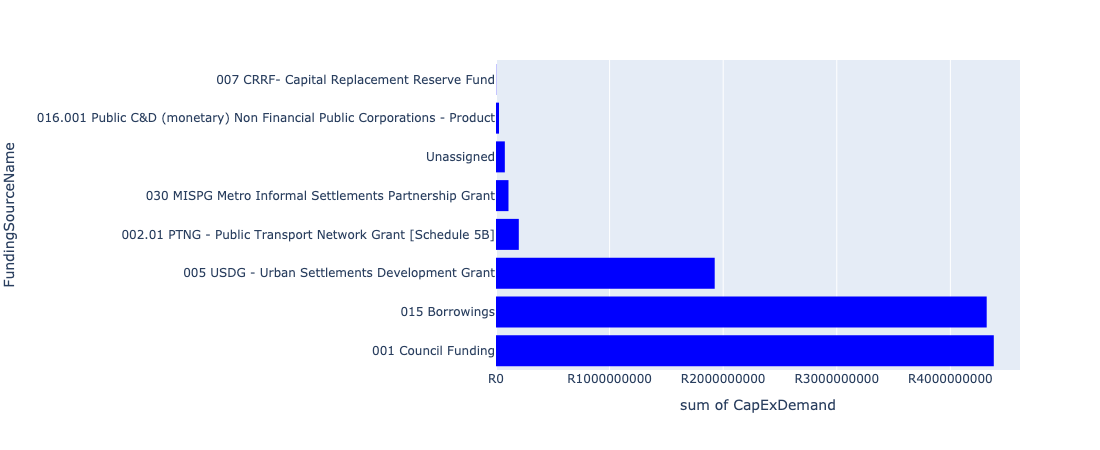 FundingSourceName
007 CRRF- Capital Replacement Reserve Fund
016.001 Public C&D (monetary) Non Financial Public Corporations - Product
Unassigned
030 MISPG Metro Informal Settlements Partnership Grant
002.01 PTNG - Public Transport Network Grant [Schedule 5B]
005 USDG - Urban Settlements Development Grant
015 Borrowings
001 Council Funding
R0 R1000000000 R2000000000 R3000000000 R4000000000
sum of CapExDemand